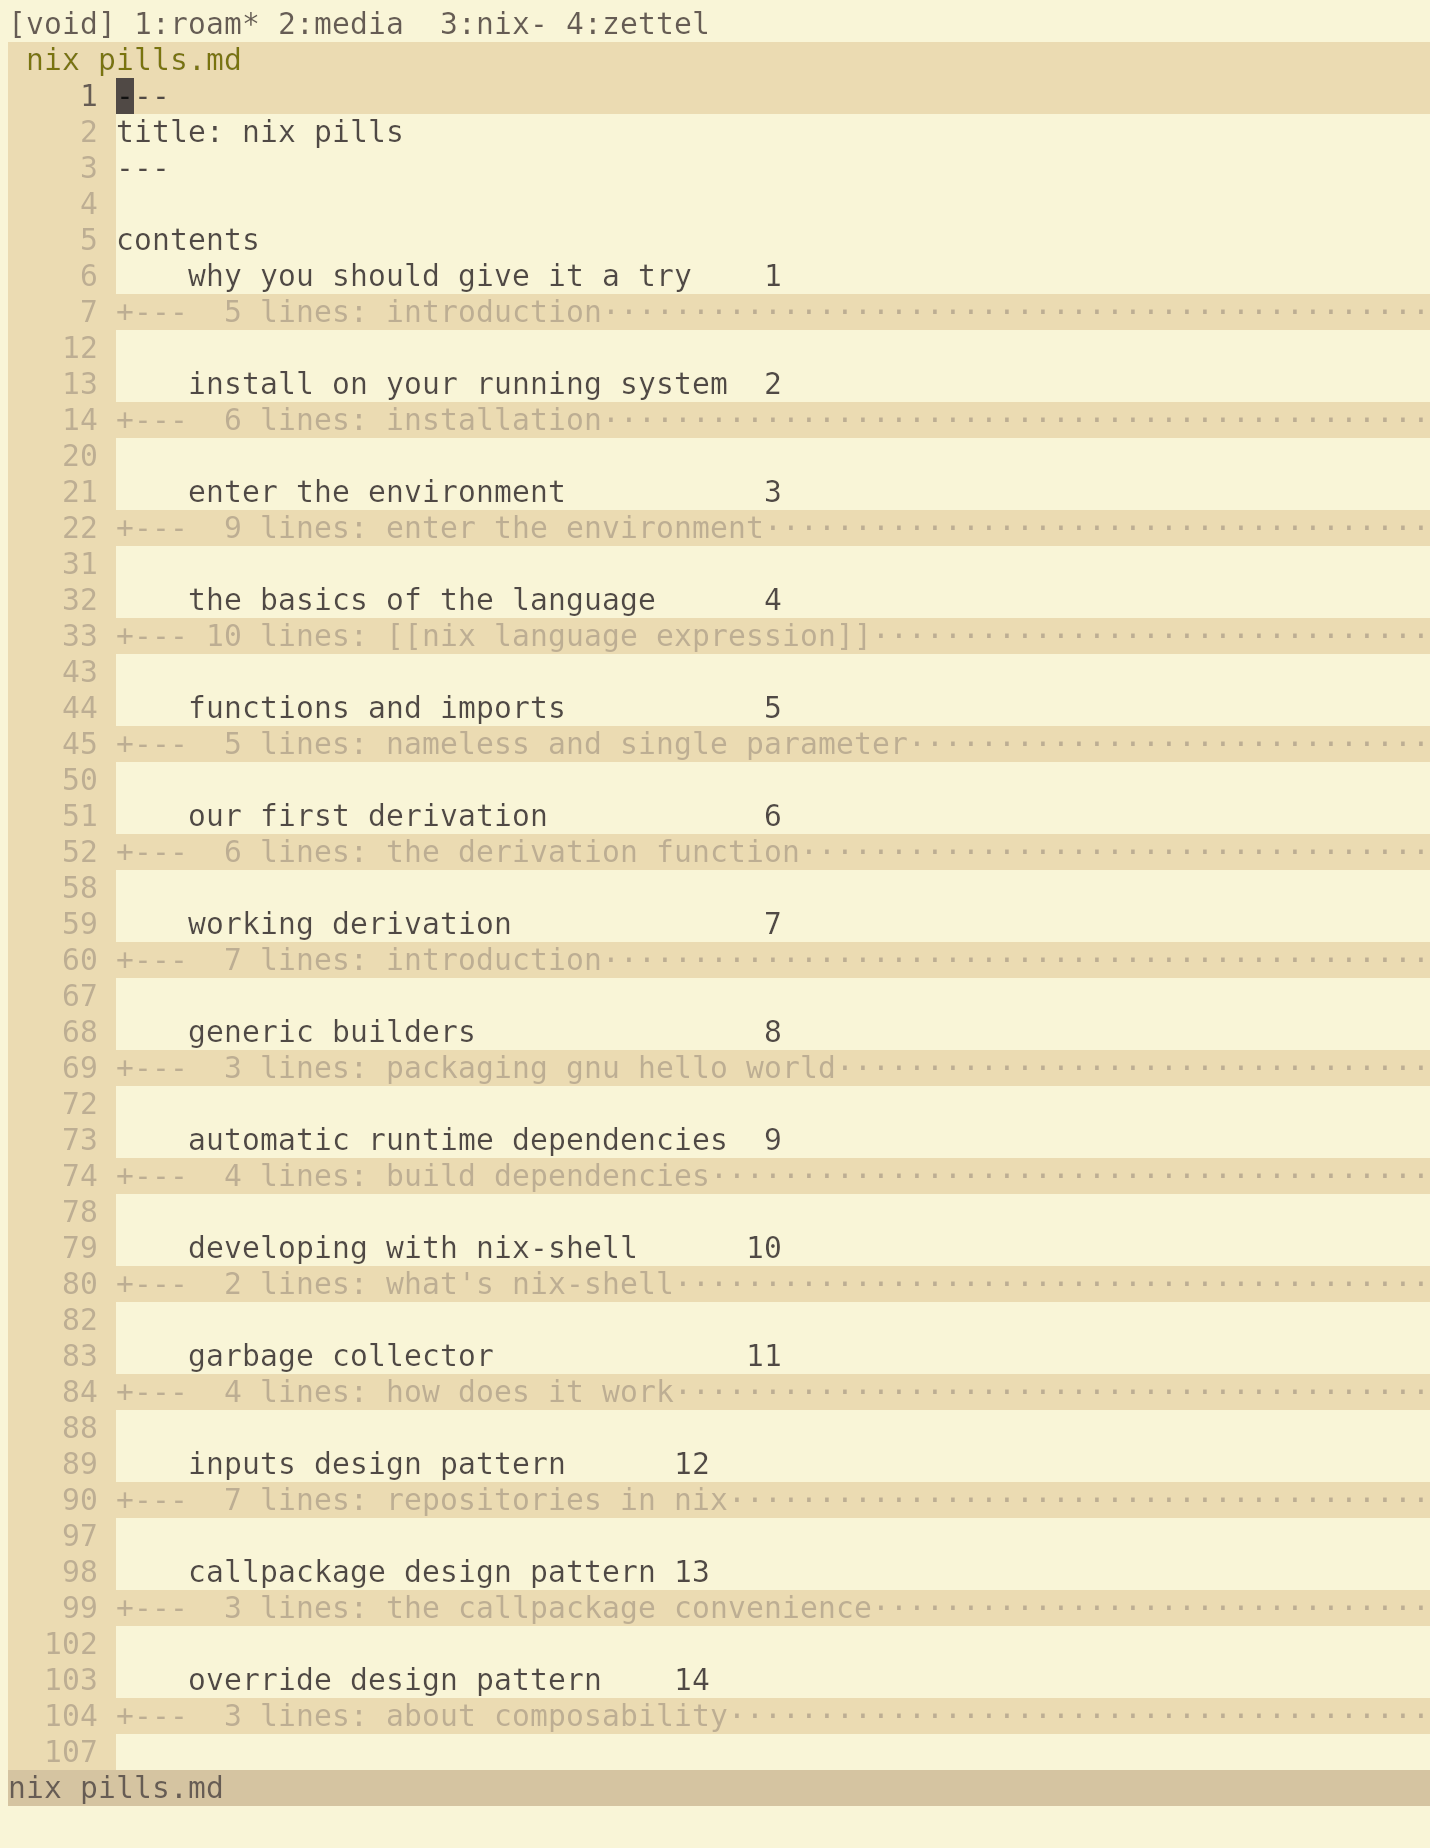 [void] 1:roam* 2:media  3:nix- 4:zettel
nix pills.md
1 ---
2 title: nix pills
3 ---
4
5 contents
6     why you should give it a try    1
7 +---  5 lines: introduction··············································
12
13     install on your running system  2
14 +---  6 lines: installation··············································
20
21     enter the environment           3
22 +---  9 lines: enter the environment·····································
31
32     the basics of the language      4
33 +--- 10 lines: [[nix language expression]]·······························
43
44     functions and imports           5
45 +---  5 lines: nameless and single parameter·····························
50
51     our first derivation            6
52 +---  6 lines: the derivation function···································
58
59     working derivation              7
60 +---  7 lines: introduction··············································
67
68     generic builders                8
69 +---  3 lines: packaging gnu hello world·································
72
73     automatic runtime dependencies  9
74 +---  4 lines: build dependencies········································
78
79     developing with nix-shell      10
80 +---  2 lines: what's nix-shell··········································
82
83     garbage collector              11
84 +---  4 lines: how does it work··········································
88
89     inputs design pattern      12
90 +---  7 lines: repositories in nix·······································
97
98     callpackage design pattern 13
99 +---  3 lines: the callpackage convenience·······························
102
103     override design pattern    14
104 +---  3 lines: about composability·······································
107
nix pills.md